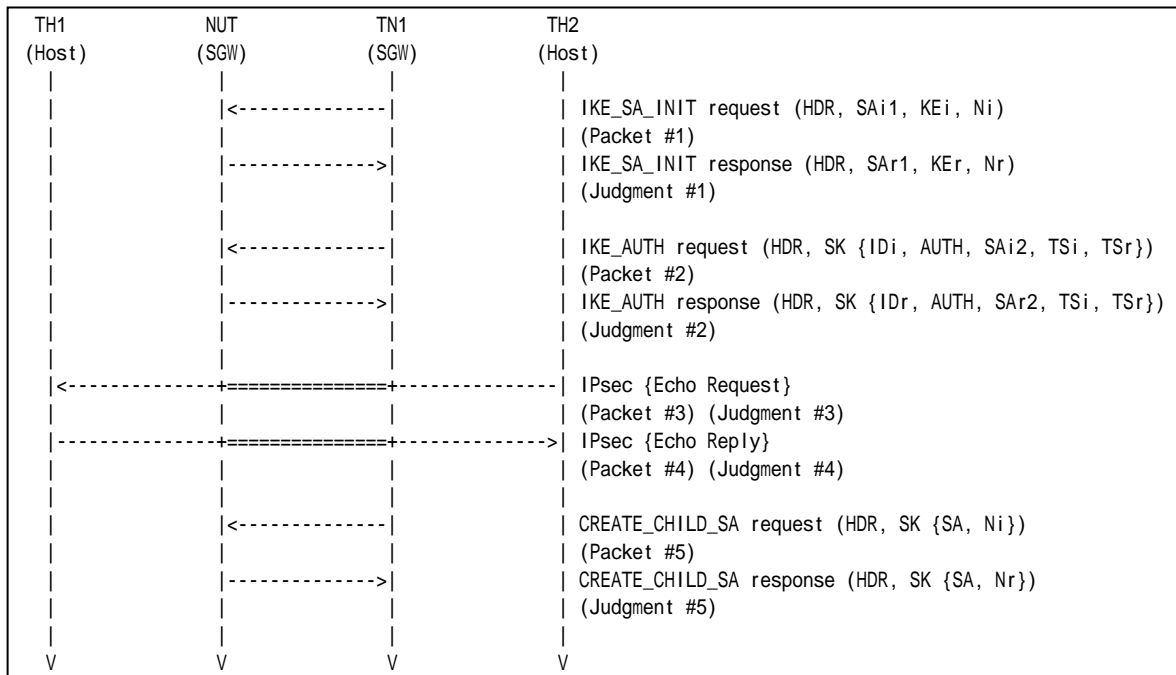 TH1 NUT TN1 TH2
(Host) (SGW) (SGW) (Host)
| | | |
| |<--------------| | IKE_SA_INIT request (HDR, SAi1, KEi, Ni)
| | | | (Packet #1)
| |-------------->| | IKE_SA_INIT response (HDR, SAr1, KEr, Nr)
| | | | (Judgment #1)
| | | |
| |<--------------| | IKE_AUTH request (HDR, SK {IDi, AUTH, SAi2, TSi, TSr})
| | | | (Packet #2)
| |-------------->| | IKE_AUTH response (HDR, SK {IDr, AUTH, SAr2, TSi, TSr})
| | | | (Judgment #2)
| | | |
|<--------------+===============+--------------| IPsec {Echo Request}
| | | | (Packet #3) (Judgment #3)
|---------------+===============+------------->| IPsec {Echo Reply}
| | | | (Packet #4) (Judgment #4)
| | | |
| |<--------------| | CREATE_CHILD_SA request (HDR, SK {SA, Ni})
| | | | (Packet #5)
| |-------------->| | CREATE_CHILD_SA response (HDR, SK {SA, Nr})
| | | | (Judgment #5)
| | | |
V V V V